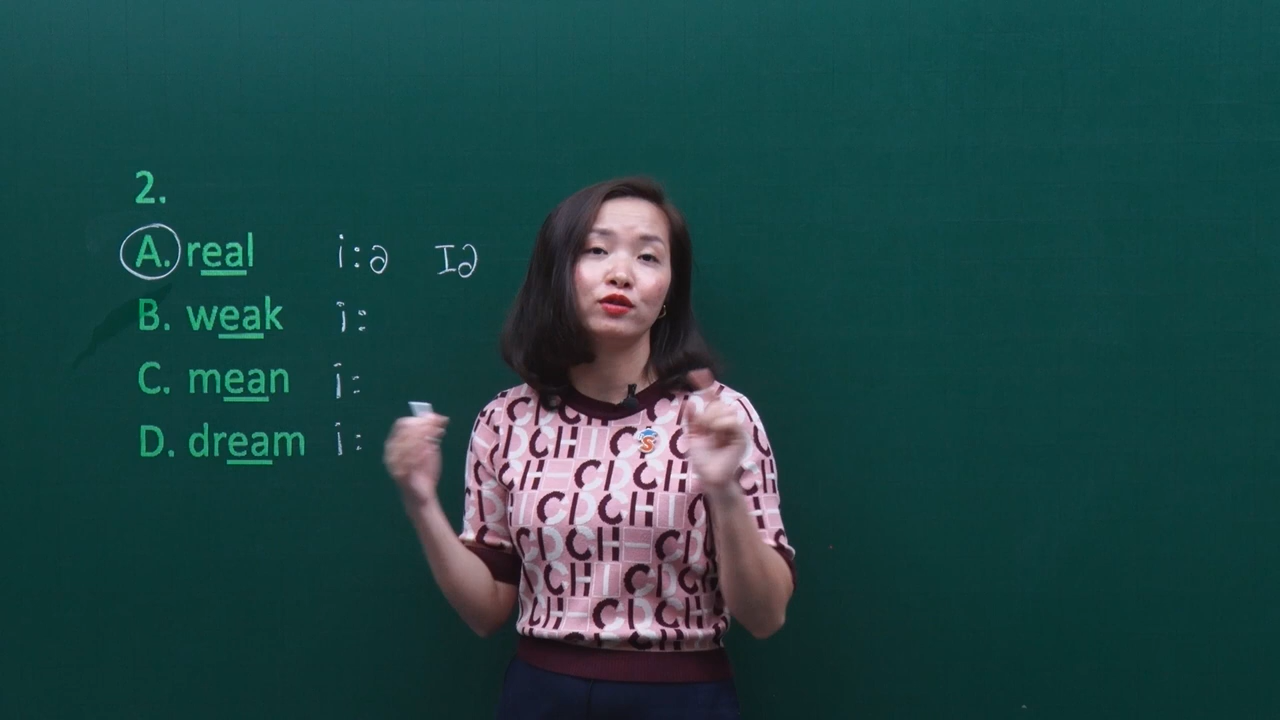 2.
A. real i:ə ɪə
B. weak i:
C. mean i:
D. dream i: